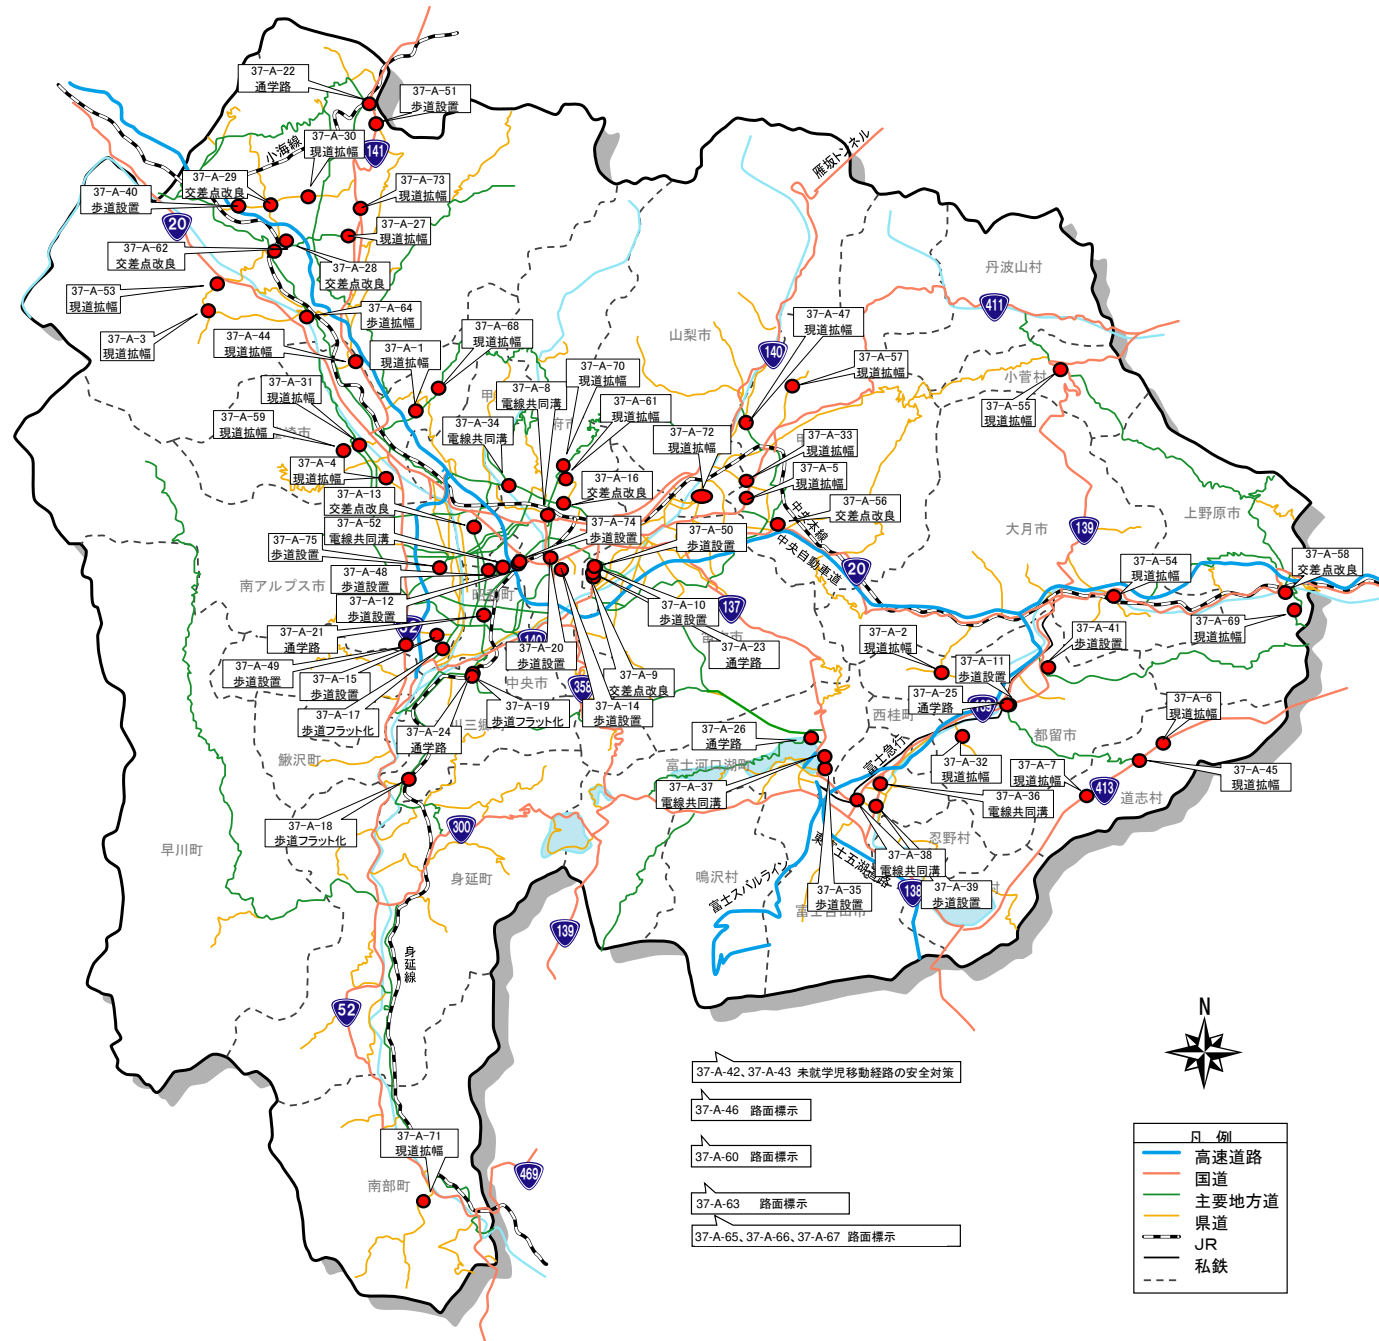 37-A-22
通学路
37-A-51
歩道設置
37-A-30
現道拡幅
小海線
141
37-A-29
交差点改良
37-A-40
歩道設置
37-A-73
現道拡幅
20
37-A-27
現道拡幅
37-A-62
交差点改良
37-A-28
交差点改良
37-A-53
現道拡幅
37-A-3
現道拡幅
37-A-64
歩道拡幅
37-A-44
現道拡幅
37-A-1
現道拡幅
37-A-68
現道拡幅
37-A-31
現道拡幅
37-A-59
現道拡幅
37-A-4
現道拡幅
37-A-34
電線共同溝
37-A-8
電線共同溝
37-A-70
現道拡幅
37-A-61
現道拡幅
37-A-16
交差点改良
37-A-72
現道拡幅
雁坂トンネル
山梨市
140
37-A-47
現道拡幅
37-A-57
現道拡幅
37-A-33
現道拡幅
37-A-5
現道拡幅
37-A-56
交差点改良
丹波山村
411
小菅村
37-A-55
現道拡幅
大月市
上野原市
139
37-A-58
交差点改良
37-A-54
現道拡幅
37-A-69
現道拡幅
中央本線
中央自動車道
20
37-A-13
交差点改良
37-A-52
電線共同溝
37-A-75
歩道設置
37-A-48
歩道設置
37-A-12
歩道設置
南アルプス市
37-A-74
歩道設置
37-A-50
歩道設置
37-A-10
歩道設置
137
37-A-23
通学路
37-A-21
通学路
37-A-49
歩道設置
37-A-15
歩道設置
37-A-17
歩道フラット化
37-A-20
歩道設置
中央市
37-A-9
交差点改良
358
37-A-14
歩道設置
37-A-19
歩道フラット化
37-A-24
通学路
鰍沢町
37-A-18
歩道フラット化
37-A-2
現道拡幅
37-A-41
歩道設置
37-A-11
歩道設置
37-A-25
通学路
西桂町
都留市
37-A-6
現道拡幅
37-A-45
現道拡幅
37-A-7
現道拡幅
413
道志村
37-A-32
現道拡幅
37-A-26
通学路
富士河口湖町
富士急行
37-A-37
電線共同溝
37-A-36
電線共同溝
忍野村
37-A-38
電線共同溝
37-A-39
歩道設置
37-A-35
歩道設置
138
鳴沢村
富士スバルライン
早川町
300
身延町
139
身延線
52
37-A-71
現道拡幅
南部町
469
37-A-42、37-A-43 未就学児移動経路の安全対策
37-A-46 路面標示
37-A-60 路面標示
37-A-63 路面標示
37-A-65、37-A-66、37-A-67 路面標示
N
凡 例
高速道路
国道
主要地方道
県道
JR
私鉄